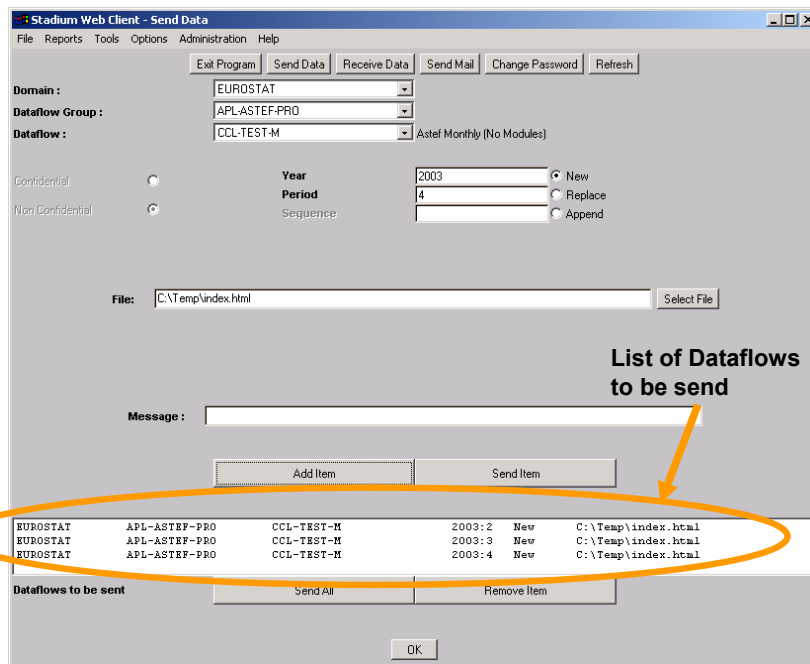 Stadium Web Client - Send Data
File Reports Tools Options Administration Help
Exit Program Send Data Receive Data Send Mail Change Password Refresh
Domain : EUROSTAT
Dataflow Group : APL-ASTEF-PRO
Dataflow : CCL-TEST-M Astef Monthly (No Modules)
Confidential Year 2003 New
Period 4 Replace
Non Confidential Sequence Append
File: C:\Temp\index.html Select File
List of Dataflows
to be send
Message :
Add Item Send Item
EUROSTAT APL-ASTEF-PRO CCL-TEST-M 2003:2 New C:\Temp\index.html
EUROSTAT APL-ASTEF-PRO CCL-TEST-M 2003:3 New C:\Temp\index.html
EUROSTAT APL-ASTEF-PRO CCL-TEST-M 2003:4 New C:\Temp\index.html
Dataflows to be sent Send All Remove Item
OK